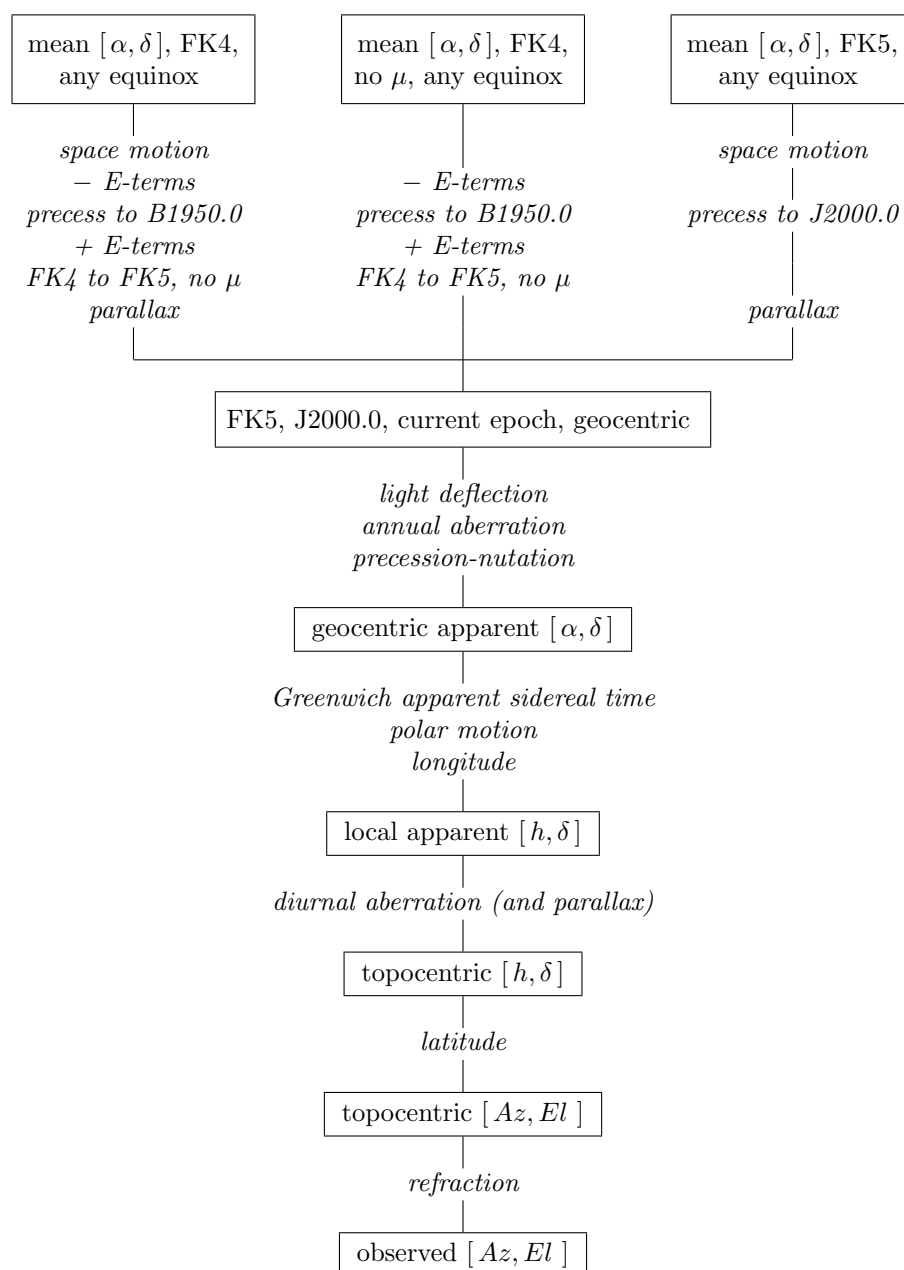 mean [ α, δ ], FK4,
any equinox
mean [ α, δ ], FK4,
no μ, any equinox
mean [ α, δ ], FK5,
any equinox
space motion
− E-terms
precess to B1950.0
+ E-terms
FK4 to FK5, no μ
parallax
− E-terms
precess to B1950.0
+ E-terms
FK4 to FK5, no μ
space motion
precess to J2000.0
parallax
FK5, J2000.0, current epoch, geocentric
light deflection
annual aberration
precession-nutation
geocentric apparent [ α, δ ]
Greenwich apparent sidereal time
polar motion
longitude
local apparent [ h, δ ]
diurnal aberration (and parallax)
topocentric [ h, δ ]
latitude
topocentric [ Az, El ]
refraction
observed [ Az, El ]